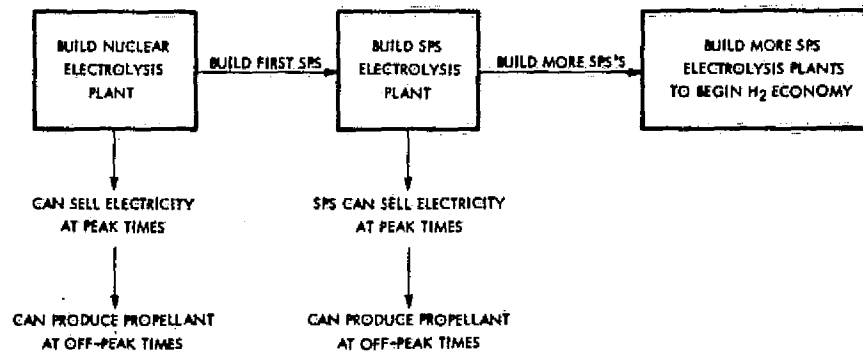 BUILD NUCLEAR
ELECTROLYSIS
PLANT
BUILD FIRST SPS
BUILD SPS
ELECTROLYSIS
PLANT
BUILD MORE SPS'S
BUILD MORE SPS
ELECTROLYSIS PLANTS
TO BEGIN H₂ ECONOMY
CAN SELL ELECTRICITY
AT PEAK TIMES
SPS CAN SELL ELECTRICITY
AT PEAK TIMES
CAN PRODUCE PROPELLANT
AT OFF-PEAK TIMES
CAN PRODUCE PROPELLANT
AT OFF-PEAK TIMES